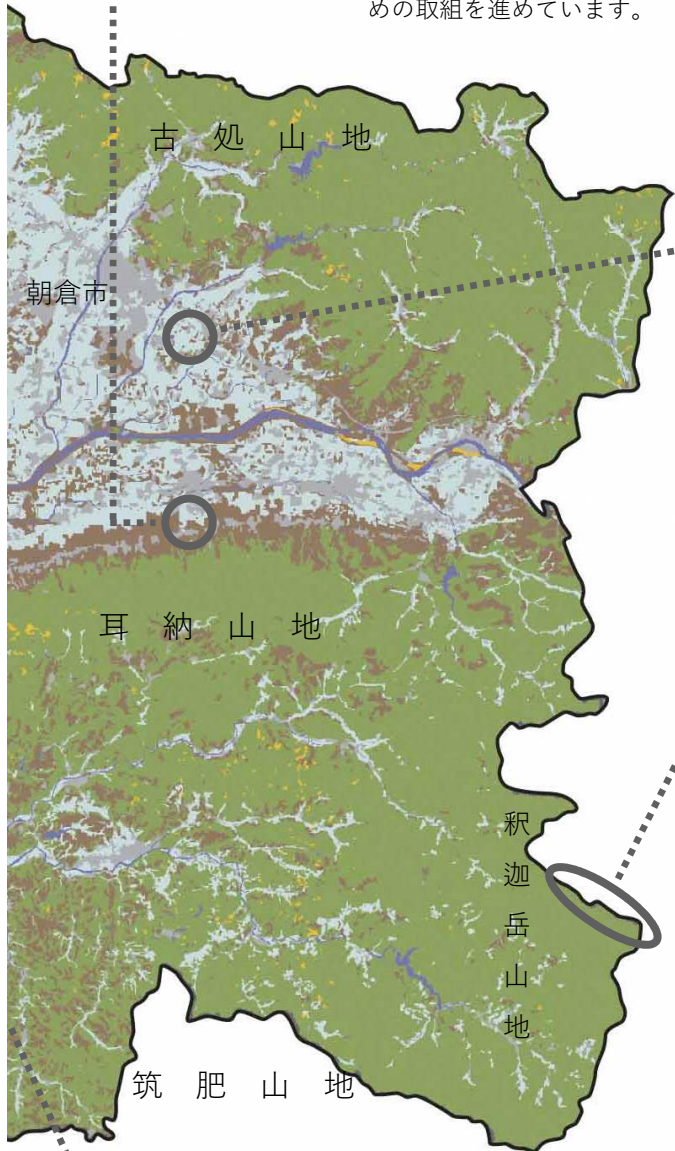 めの取組を進めています。
古処山地
朝倉市
耳納山地
釈迦岳山地
筑肥山地